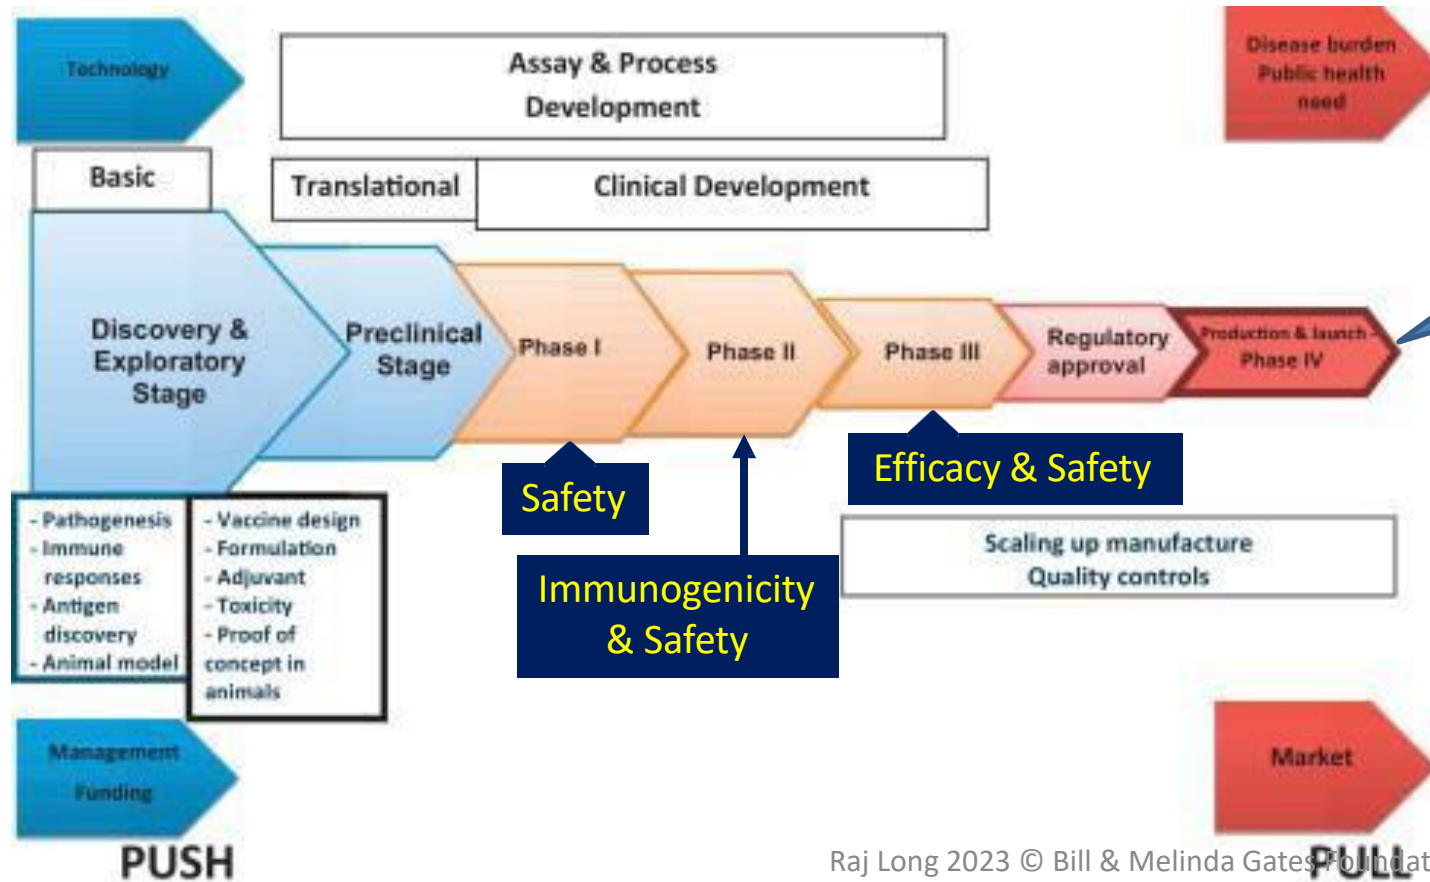 Technology
Assay & Process
Development
Disease burden
Public health
need
Basic
Translational
Clinical Development
Discovery &
Exploratory
Stage
Preclinical
Stage
Phase I
Phase II
Phase III
Regulatory
approval
Production & launch -
Phase IV
Safety
Immunogenicity
& Safety
Efficacy & Safety
- Pathogenesis
- Immune
responses
- Antigen
discovery
- Animal model
- Vaccine design
- Formulation
- Adjuvant
- Toxicity
- Proof of
concept in
animals
Scaling up manufacture
Quality controls
Management
Funding
PUSH
Market
PULL
Raj Long 2023 © Bill & Melinda Gates Foundat